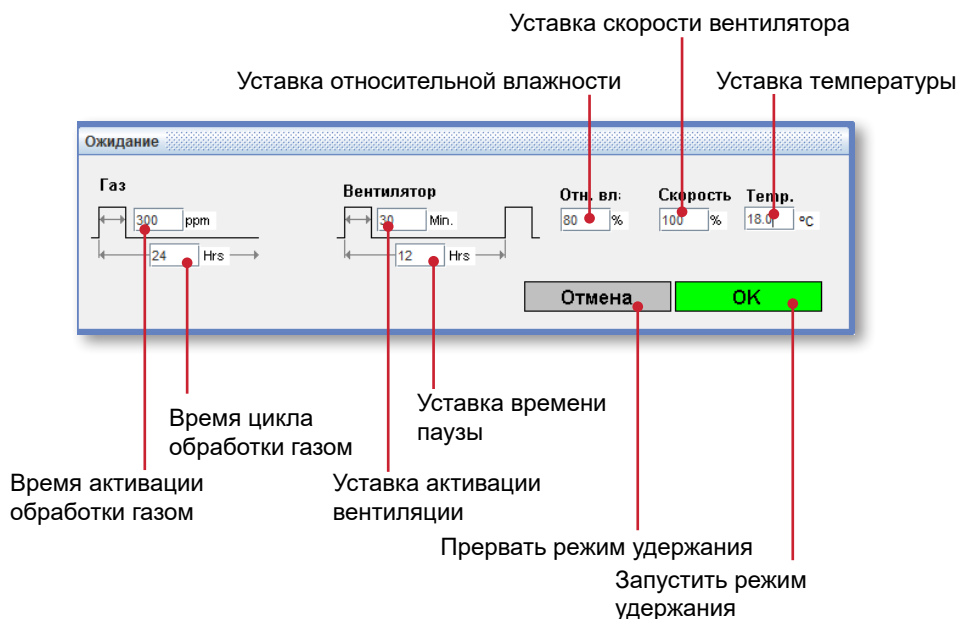 Уставка скорости вентилятора
Уставка относительной влажности
Уставка температуры
Ожидание
Газ
300 ppm
24 Hrs
Вентилятор
30 Min.
12 Hrs
Отн. вл:
80 %
Скорость
100 %
Temp.
18.0 °C
Отмена
OK
Время цикла
обработки газом
Уставка времени
паузы
Время активации
обработки газом
Уставка активации
вентиляции
Прервать режим удержания
Запустить режим
удержания